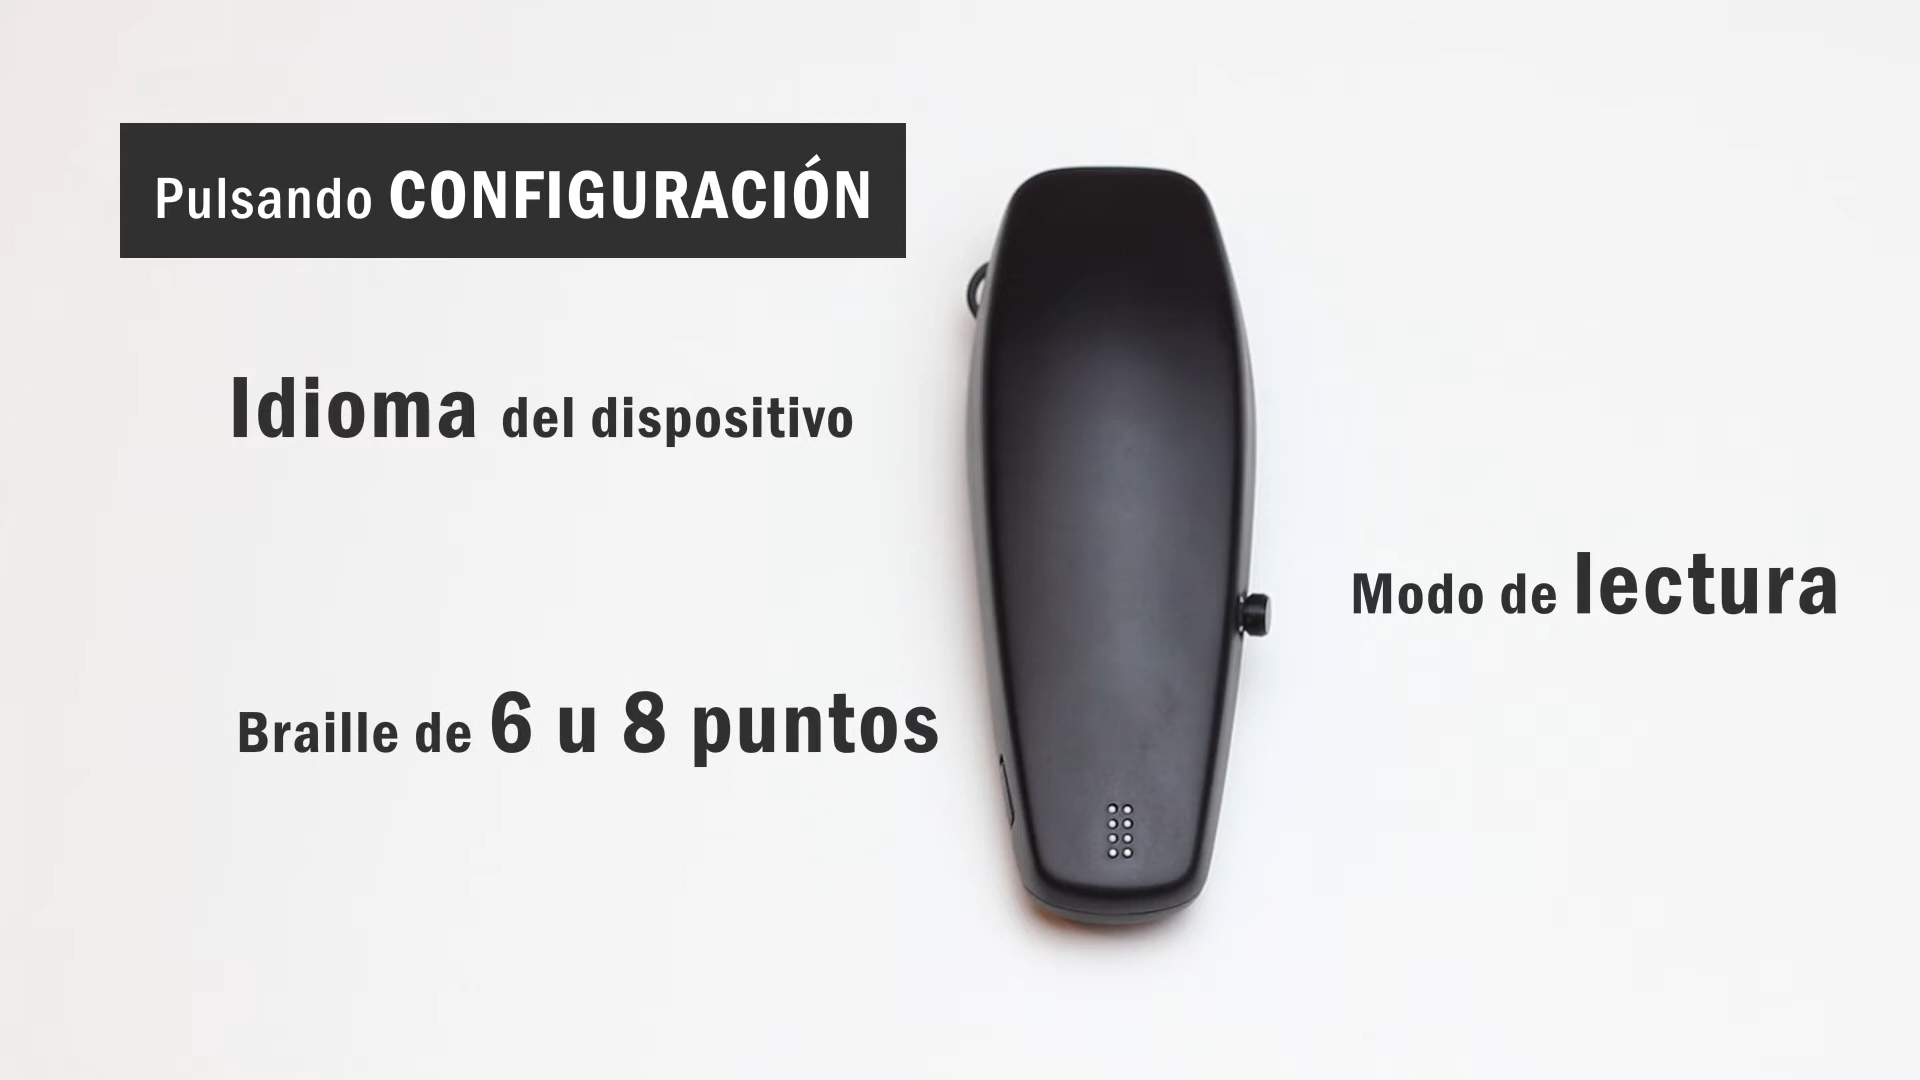 Pulsando CONFIGURACIÓN
Idioma del dispositivo
Modo de lectura
Braille de 6 u 8 puntos